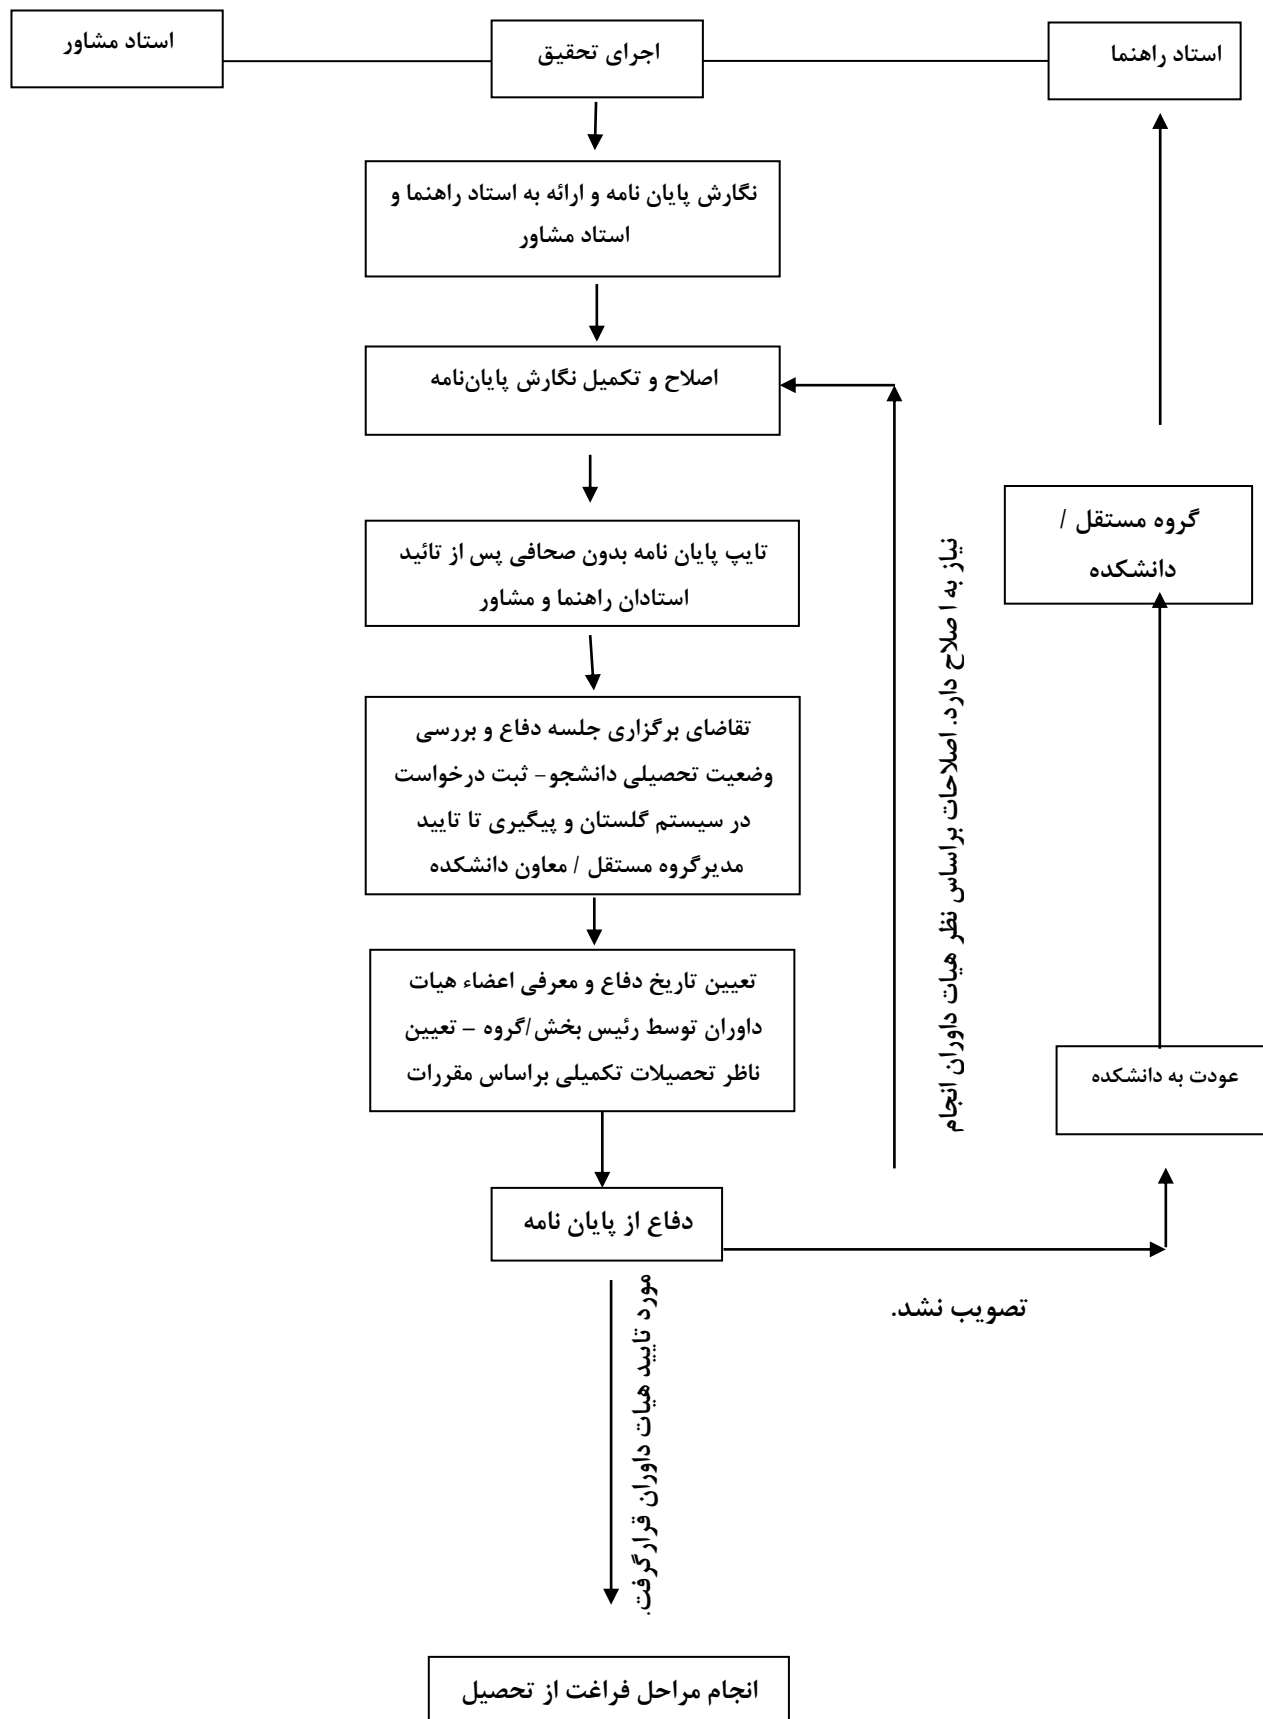 استاد راهنما
اجرای تحقیق
استاد مشاور
نگارش پایان نامه و ارائه به استاد راهنما و
استاد مشاور
اصلاح و تکمیل نگارش پایان‌نامه
گروه مستقل /
دانشکده
تایپ پایان نامه بدون صحافی پس از تائید
استادان راهنما و مشاور
نیاز به ا صلاح دارد. اصلاحات براساس نظر هیات داوران انجام
تقاضای برگزاری جلسه دفاع و بررسی
وضعیت تحصیلی دانشجو- ثبت درخواست
در سیستم گلستان و پیگیری تا تایید
مدیرگروه مستقل / معاون دانشکده
تعیین تاریخ دفاع و معرفی اعضاء هیات
داوران توسط رئیس بخش/گروه – تعیین
ناظر تحصیلات تکمیلی براساس مقررات
عودت به دانشکده
دفاع از پایان نامه
تصویب نشد.
مورد تایید هیات داوران قرارگرفت.
انجام مراحل فراغت از تحصیل